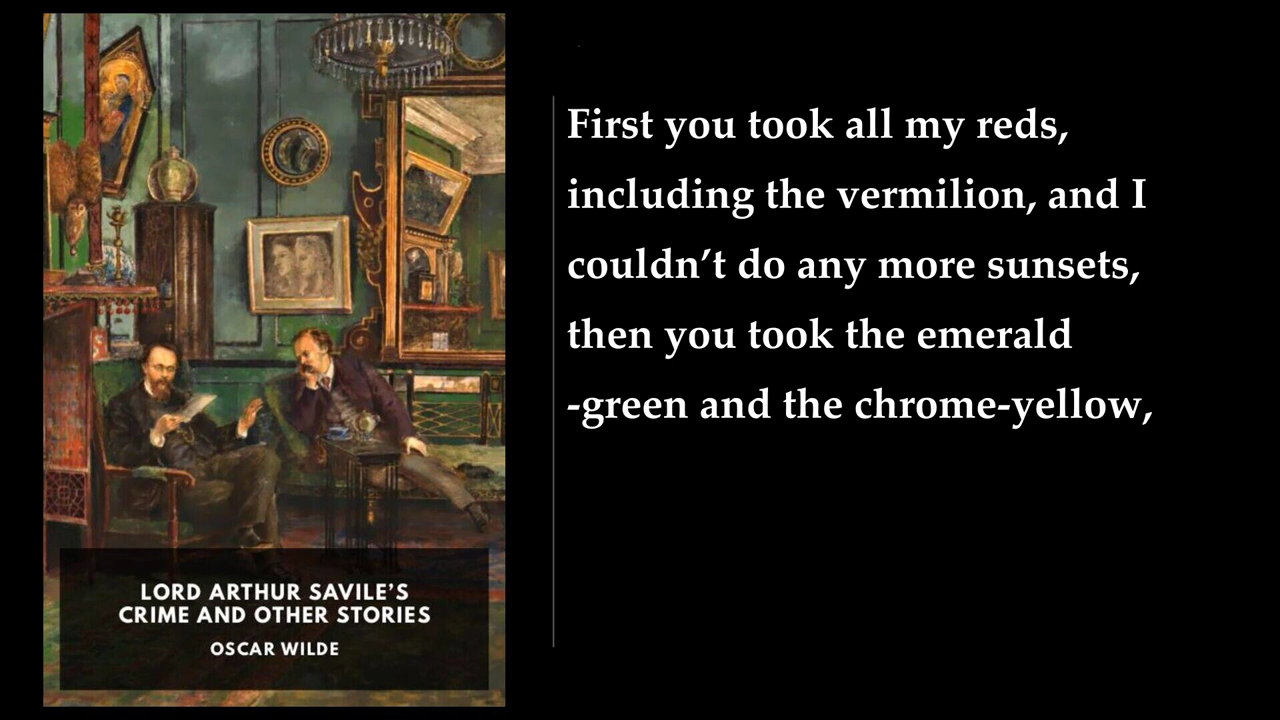 First you took all my reds,
including the vermilion, and I
couldn’t do any more sunsets,
then you took the emerald
-green and the chrome-yellow,
LORD ARTHUR SAVILE’S
CRIME AND OTHER STORIES
OSCAR WILDE